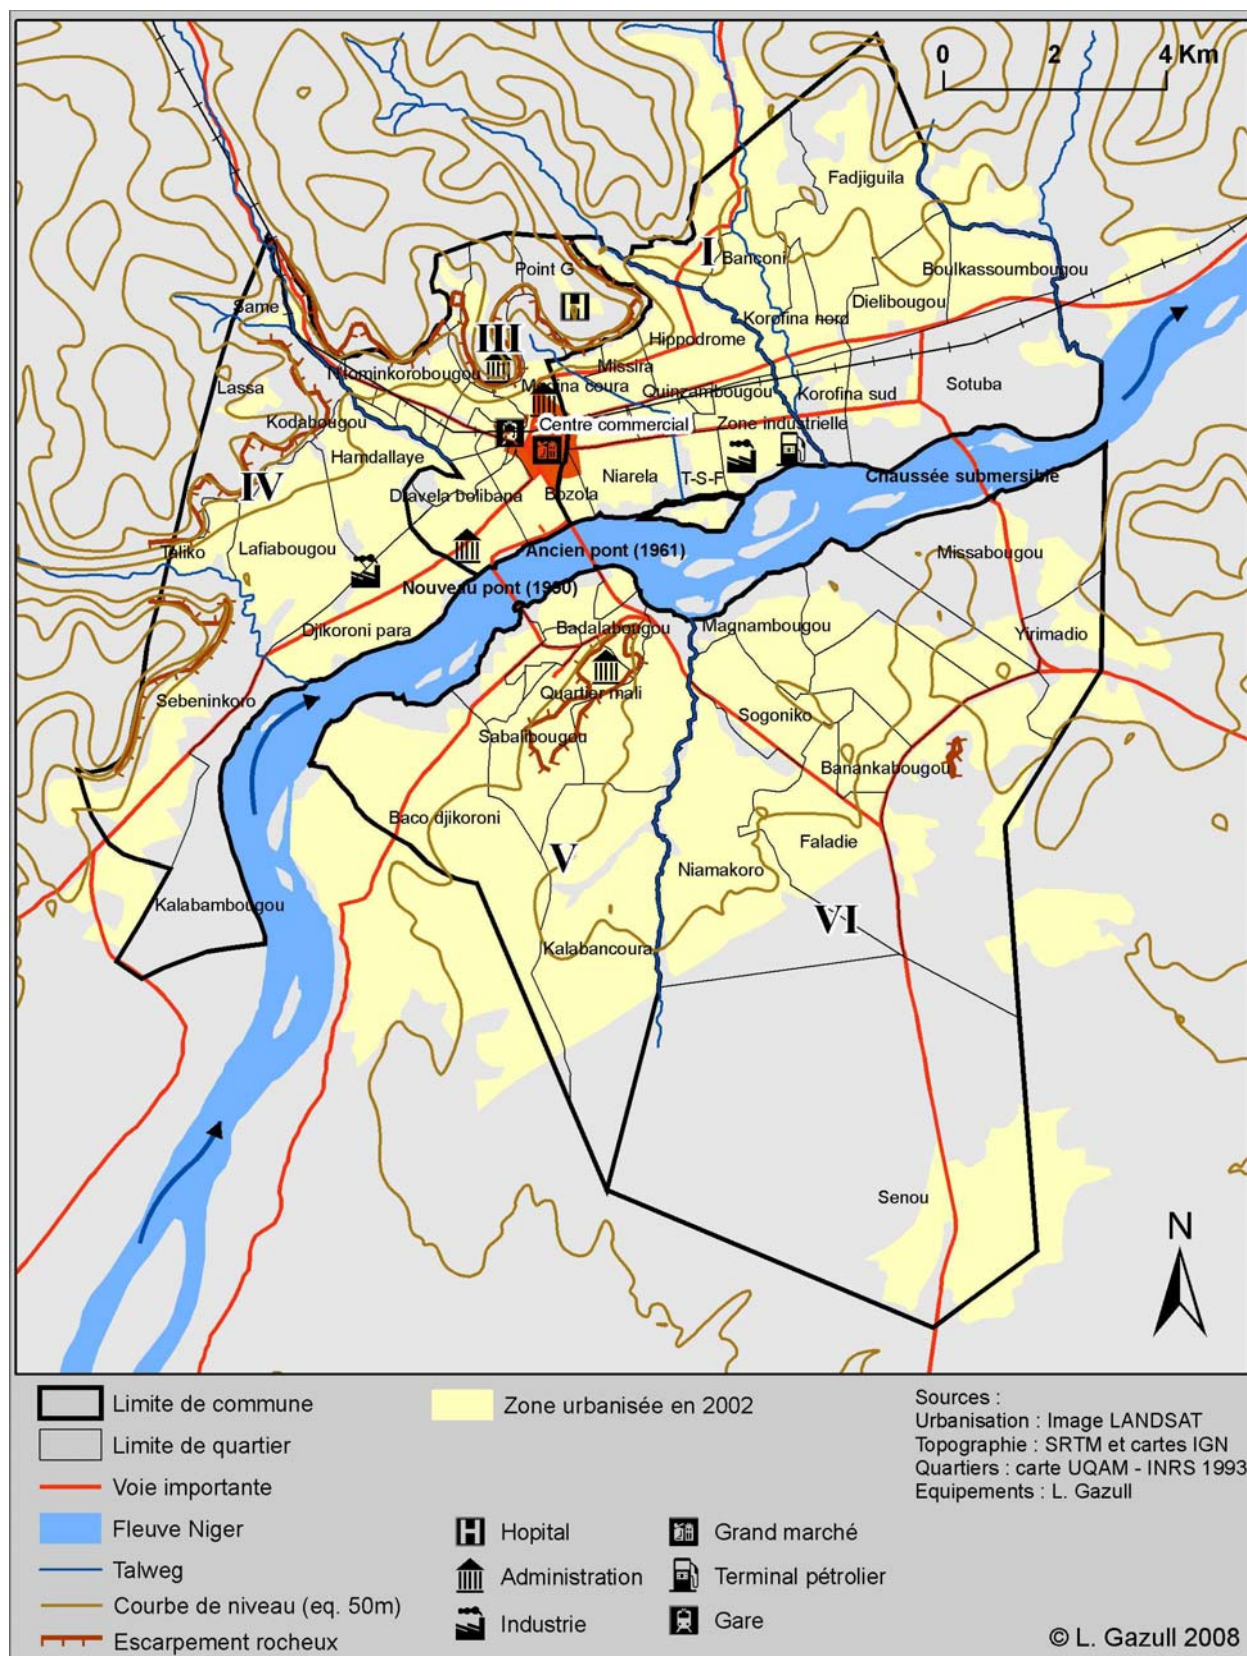 0 2 4 Km
Fadjiguila
I
Banconi
Point G
Boulkassoumbougou
Dielibougou
Same
Korofina nord
III
Hippodrome
Missira
Ntominkorobougou
Lassa
Medina coura
Quinzambougou
Korofina sud
Sotuba
Kodabougou
Centre commercial
Zone industrielle
Hamdallaye
IV
Niarela
T-S-F
Chaussée submersible
Djavela bolibana
Bozola
Taliko
Lafiabougou
Ancien pont (1961)
Missabougou
Nouveau pont (1990)
Djikoroni para
Badalabougou
Magnambougou
Yirimadio
Sebeninkoro
Quartier mali
Sogoniko
Sabalibougou
Banankabougou
Baco djikoroni
Faladie
V
Niamakoro
Kalabambougou
VI
Kalabancoura
Senou
N
Limite de commune
Limite de quartier
Voie importante
Fleuve Niger
Talweg
Courbe de niveau (eq. 50m)
Escarpement rocheux
Zone urbanisée en 2002
Hopital
Administration
Industrie
Grand marché
Terminal pétrolier
Gare
Sources :
Urbanisation : Image LANDSAT
Topographie : SRTM et cartes IGN
Quartiers : carte UQAM - INRS 1993
Equipements : L. Gazull
© L. Gazull 2008